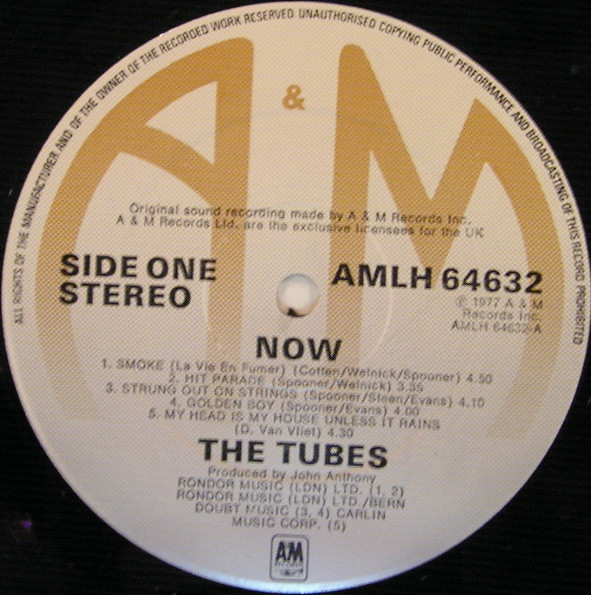 ALL RIGHTS OF THE MANUFACTURER AND OF THE OWNER OF THE RECORDED WORK RESERVED. UNAUTHORISED COPYING PUBLIC PERFORMANCE AND BROADCASTING OF THIS RECORD PROHIBITED
A & M
Original sound recording made by A & M Records Inc.
A & M Records Ltd. are the exclusive licensees for the UK
SIDE ONE
STEREO
AMLH 64632
℗ 1977 A & M
Records Inc.
AMLH 64632-A
NOW
1. SMOKE (La Vie En Fumer) (Cotten/Welnick/Spooner) 4.50
2. HIT PARADE (Spooner/Welnick) 3.35
3. STRUNG OUT ON STRINGS (Spooner/Steen/Evans) 4.10
4. GOLDEN BOY (Spooner/Evans) 4.00
5. MY HEAD IS MY HOUSE UNLESS IT RAINS
(D. Van Vliet) 4.30
THE TUBES
Produced by John Anthony
RONDOR MUSIC (LDN) LTD. (1, 2)
RONDOR MUSIC (LDN) LTD./BERN
DOUBT MUSIC (3, 4) CARLIN
MUSIC CORP. (5)
A&M